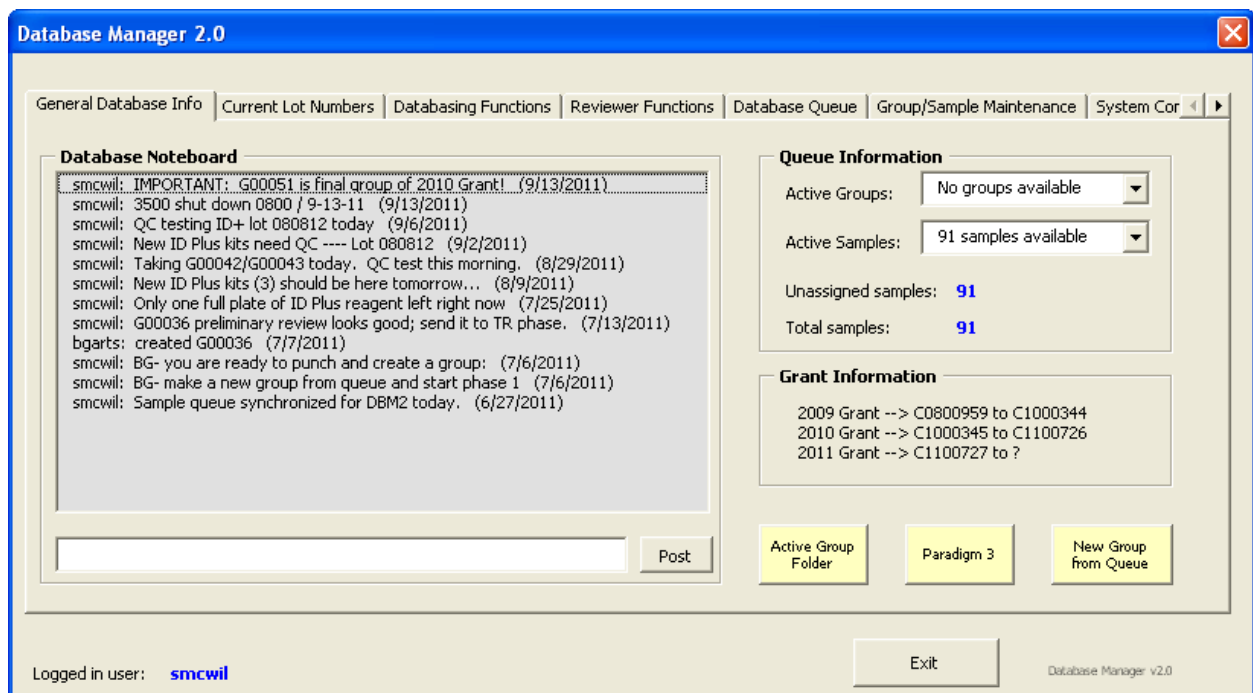 Database Manager 2.0
General Database Info
Current Lot Numbers
Databasing Functions
Reviewer Functions
Database Queue
Group/Sample Maintenance
System Cor
Database Noteboard
smcwil: IMPORTANT: G00051 is final group of 2010 Grant! (9/13/2011)
smcwil: 3500 shut down 0800 / 9-13-11 (9/13/2011)
smcwil: QC testing ID+ lot 080812 today (9/6/2011)
smcwil: New ID Plus kits need QC ---- Lot 080812 (9/2/2011)
smcwil: Taking G00042/G00043 today. QC test this morning. (8/29/2011)
smcwil: New ID Plus kits (3) should be here tomorrow... (8/9/2011)
smcwil: Only one full plate of ID Plus reagent left right now (7/25/2011)
smcwil: G00036 preliminary review looks good; send it to TR phase. (7/13/2011)
bgarts: created G00036 (7/7/2011)
smcwil: BG- you are ready to punch and create a group: (7/6/2011)
smcwil: BG- make a new group from queue and start phase 1 (7/6/2011)
smcwil: Sample queue synchronized for DBM2 today. (6/27/2011)
Post
Queue Information
Active Groups: No groups available
Active Samples: 91 samples available
Unassigned samples: 91
Total samples: 91
Grant Information
2009 Grant --> C0800959 to C1000344
2010 Grant --> C1000345 to C1100726
2011 Grant --> C1100727 to ?
Active Group
Folder
Paradigm 3
New Group
from Queue
Logged in user: smcwil
Exit
Database Manager v2.0